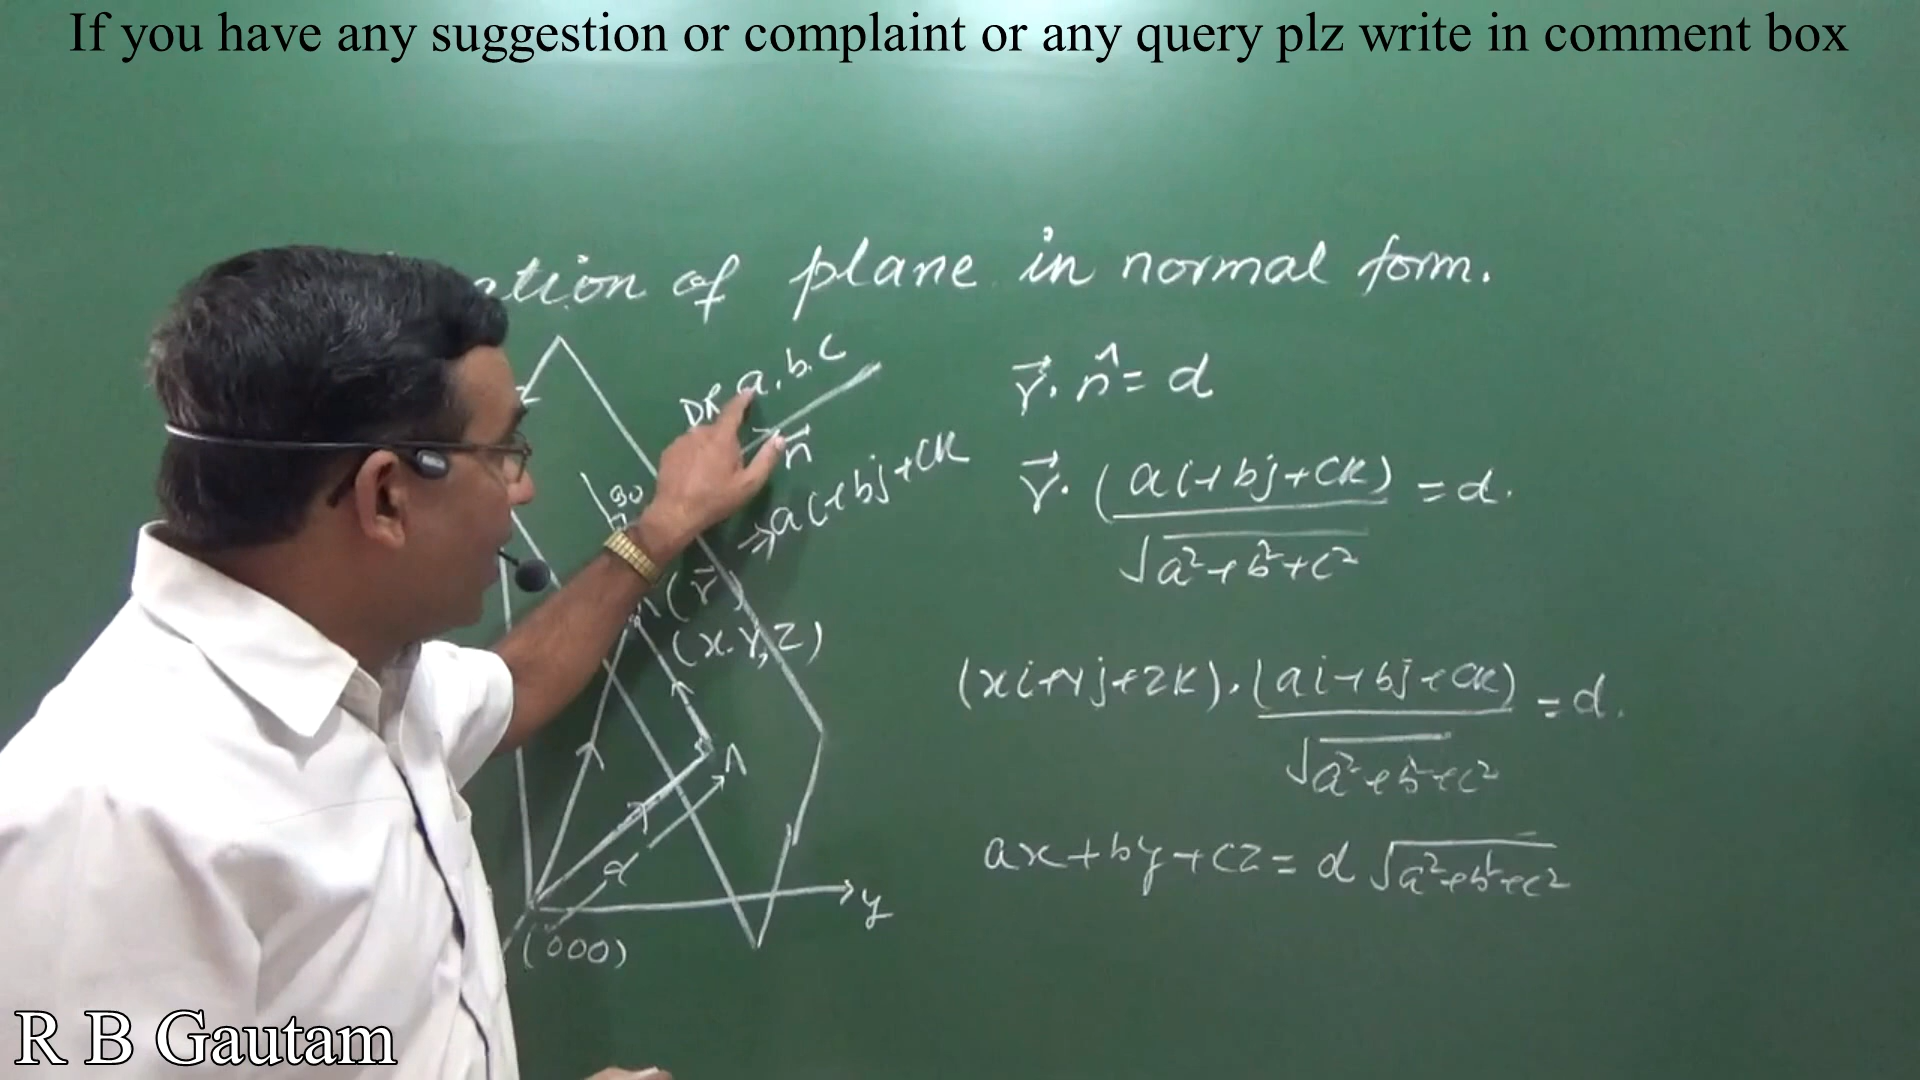 If you have any suggestion or complaint or any query plz write in comment box
ation of plane in normal form.
DR a, b, c
n⃗
⇒ ai+bj+ck
90
(r⃗)
(x, y, z)
d
y
(000)
r⃗. n̂ = d
r⃗. (ai+bj+ck) / √a²+b²+c² = d.
(xi+yj+zk).(ai+bj+ck) / √a²+b²+c² = d.
ax+by+cz = d √a²+b²+c²
R B Gautam